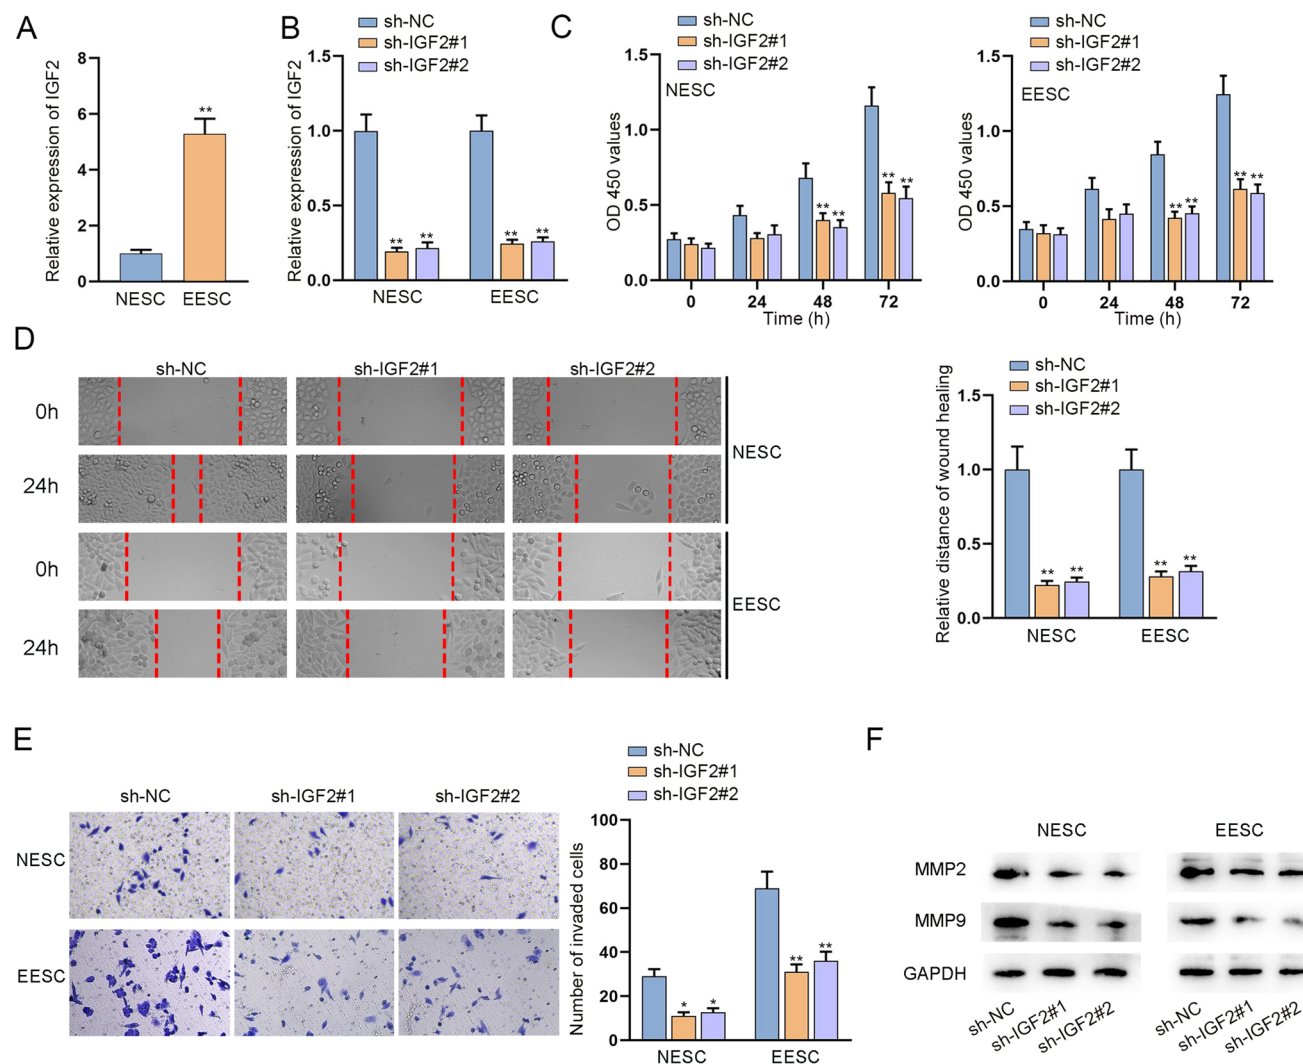 A
Relative expression of IGF2
8
6
4
2
0
**
NESC
EESC
B
sh-NC
sh-IGF2#1
sh-IGF2#2
Relative expression of IGF2
1.5
1.0
0.5
0.0
** **
** **
NESC
EESC
C
sh-NC
sh-IGF2#1
sh-IGF2#2
NESC
OD 450 values
1.5
1.0
0.5
0.0
** **
** **
0 24 48 72
Time (h)
sh-NC
sh-IGF2#1
sh-IGF2#2
EESC
OD 450 values
1.5
1.0
0.5
0.0
** **
** **
0 24 48 72
Time (h)
D
sh-NC sh-IGF2#1 sh-IGF2#2
0h
24h
NESC
0h
24h
EESC
sh-NC
sh-IGF2#1
sh-IGF2#2
Relative distance of wound healing
1.5
1.0
0.5
0.0
** **
** **
NESC
EESC
E
sh-NC sh-IGF2#1 sh-IGF2#2
NESC
EESC
sh-NC
sh-IGF2#1
sh-IGF2#2
Number of invaded cells
100
80
60
40
20
0
* *
** **
NESC
EESC
F
NESC EESC
MMP2
MMP9
GAPDH
sh-NC
sh-IGF2#1
sh-IGF2#2
sh-NC
sh-IGF2#1
sh-IGF2#2